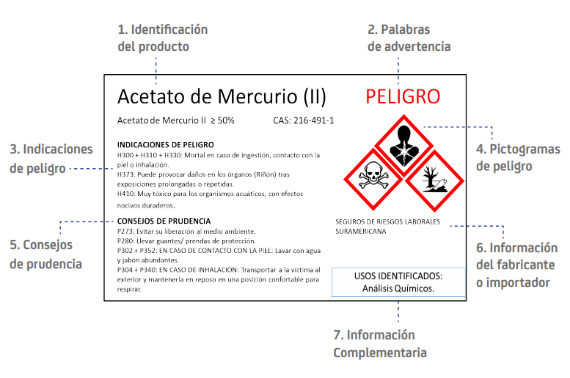 1. Identificación
del producto
2. Palabras
de advertencia
Acetato de Mercurio (II)
PELIGRO
Acetato de Mercurio II ≥ 50%
CAS: 216-491-1
3. Indicaciones
de peligro
INDICACIONES DE PELIGRO
H300 + H310 + H330: Mortal en caso de ingestión, contacto con la
piel o inhalación.
H373: Puede provocar daños en los órganos (Riñón) tras
exposiciones prolongadas o repetidas.
H410: Muy tóxico para los organismos acuáticos, con efectos
nocivos duraderos.
4. Pictogramas
de peligro
5. Consejos
de prudencia
CONSEJOS DE PRUDENCIA
P273: Evitar su liberación al medio ambiente.
P280: Llevar guantes/ prendas de protección.
P302 + P352: EN CASO DE CONTACTO CON LA PIEL: Lavar con agua
y jabón abundantes.
P304 + P340: EN CASO DE INHALACIÓN: Transportar a la víctima al
exterior y mantenerla en reposo en una posición confortable para
respirar.
SEGUROS DE RIESGOS LABORALES
SURAMERICANA
6. Información
del fabricante
o importador
USOS IDENTIFICADOS:
Análisis Químicos.
7. Información
Complementaria